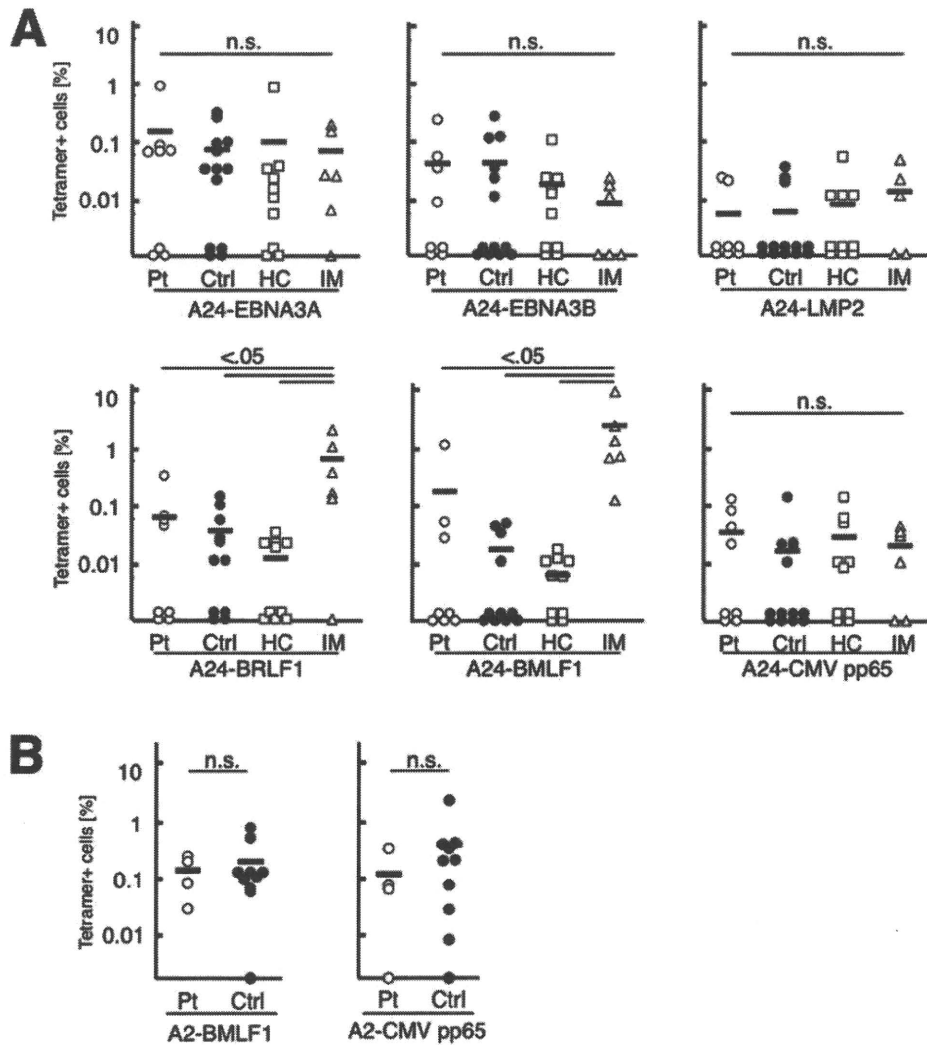 A
n.s. n.s. n.s.
Tetramer+ cells [%]
10
1
0.1
0.01
Pt Ctrl HC IM Pt Ctrl HC IM Pt Ctrl HC IM
A24-EBNA3A A24-EBNA3B A24-LMP2
<.05 <.05 n.s.
Tetramer+ cells [%]
10
1
0.1
0.01
Pt Ctrl HC IM Pt Ctrl HC IM Pt Ctrl HC IM
A24-BRLF1 A24-BMLF1 A24-CMV pp65
B
n.s. n.s.
Tetramer+ cells [%]
10
1
0.1
0.01
Pt Ctrl Pt Ctrl
A2-BMLF1 A2-CMV pp65